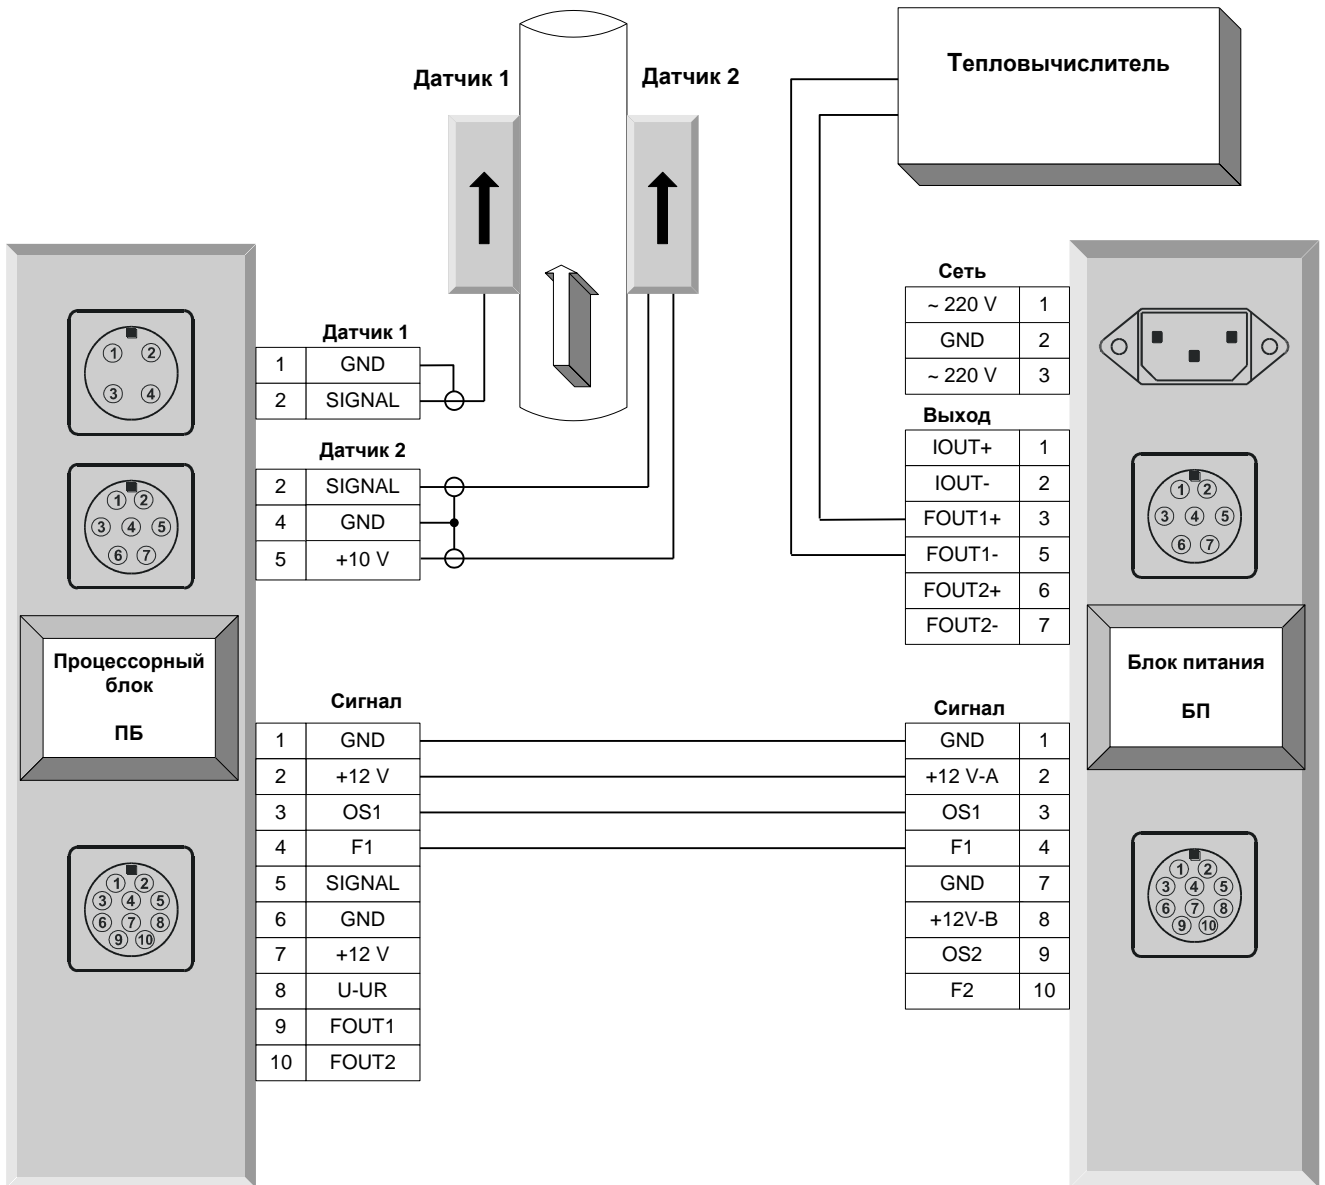 Датчик 1
Датчик 2
Тепловычислитель
Датчик 1
1 GND
2 SIGNAL
Датчик 2
2 SIGNAL
4 GND
5 +10 V
1 2
3 4
1 2
3 4 5
6 7
Процессорный
блок
ПБ
Сигнал
1 GND
2 +12 V
3 OS1
4 F1
5 SIGNAL
6 GND
7 +12 V
8 U-UR
9 FOUT1
10 FOUT2
1 2
3 4 5
6 7 8
9 10
Сеть
~ 220 V 1
GND 2
~ 220 V 3
Выход
IOUT+ 1
IOUT- 2
FOUT1+ 3
FOUT1- 5
FOUT2+ 6
FOUT2- 7
1 2
3 4 5
6 7
Блок питания
БП
Сигнал
GND 1
+12 V-A 2
OS1 3
F1 4
GND 7
+12V-B 8
OS2 9
F2 10
1 2
3 4 5
6 7 8
9 10